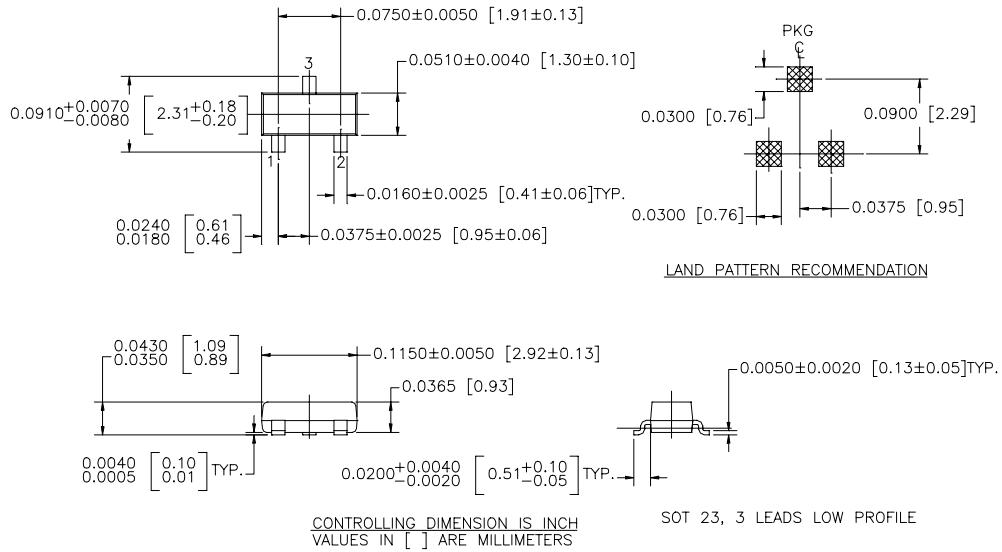 0.0750±0.0050 [1.91±0.13]
3
0.0510±0.0040 [1.30±0.10]
0.0910+0.0070 -0.0080 [2.31+0.18 -0.20]
1
2
0.0160±0.0025 [0.41±0.06]TYP.
0.0240 [0.61
0.0180 0.46]
0.0375±0.0025 [0.95±0.06]
PKG
℄
0.0300 [0.76]
0.0900 [2.29]
0.0300 [0.76]
0.0375 [0.95]
LAND PATTERN RECOMMENDATION
0.0430 [1.09
0.0350 0.89]
0.1150±0.0050 [2.92±0.13]
0.0365 [0.93]
0.0040 [0.10
0.0005 0.01] TYP.
0.0050±0.0020 [0.13±0.05]TYP.
0.0200+0.0040 -0.0020 [0.51+0.10 -0.05] TYP.
CONTROLLING DIMENSION IS INCH
VALUES IN [ ] ARE MILLIMETERS
SOT 23, 3 LEADS LOW PROFILE